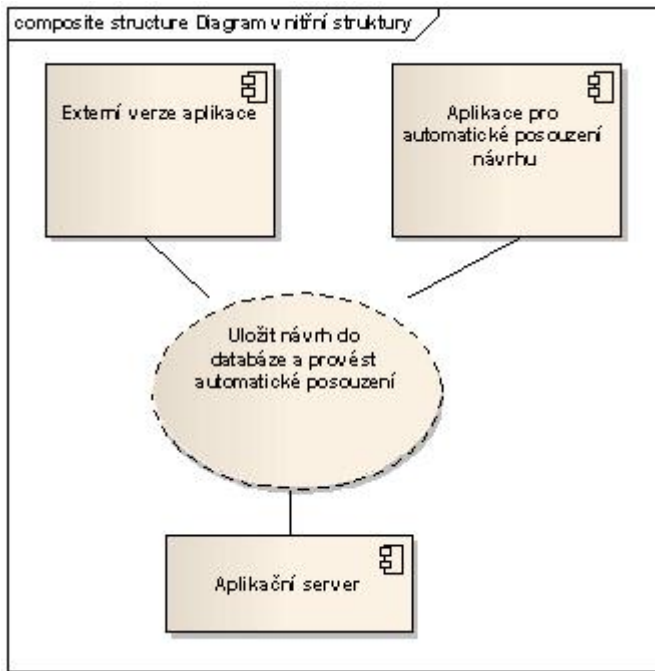 composite structure Diagram vnitřní struktury
Externí verze aplikace
Aplikace pro
automatické posouzení
návrhu
Uložit návrh do
databáze a provést
automatické posouzení
Aplikační server